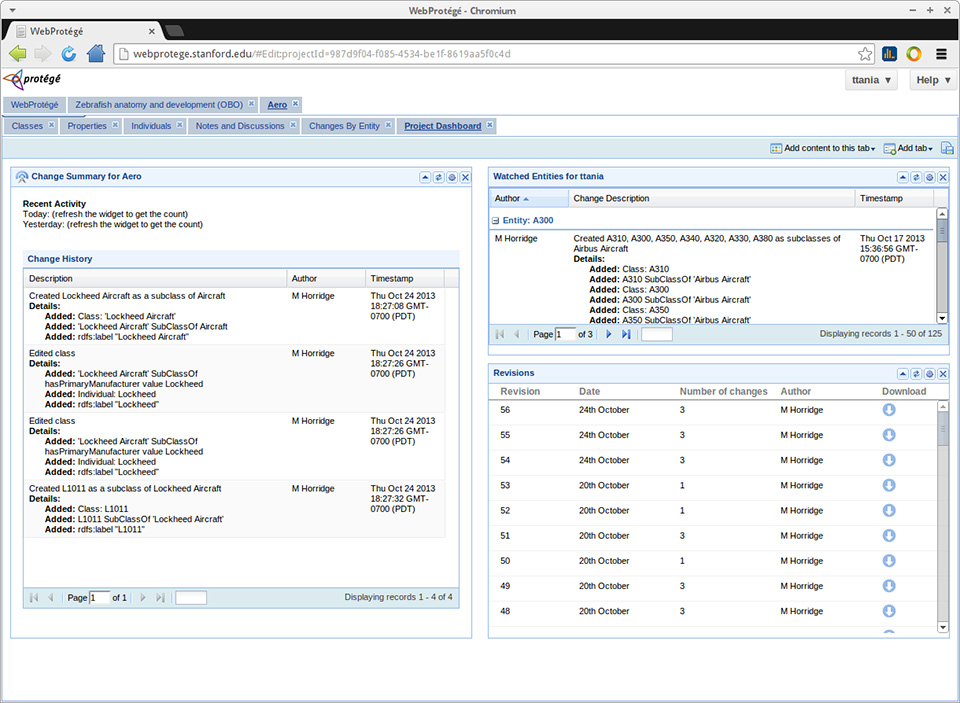 WebProtégé - Chromium
WebProtégé
webprotege.stanford.edu/#Edit:projectId=987d9f04-f085-4534-be1f-8619aa5f0c4d
protégé
ttania
Help
WebProtégé
Zebrafish anatomy and development (OBO)
Aero
Classes
Properties
Individuals
Notes and Discussions
Changes By Entity
Project Dashboard
Add content to this tab
Add tab
Change Summary for Aero
Recent Activity
Today: (refresh the widget to get the count)
Yesterday: (refresh the widget to get the count)
Change History
Description Author Timestamp
Created Lockheed Aircraft as a subclass of Aircraft M Horridge Thu Oct 24 2013
Details: 18:27:08 GMT-
Added: Class: 'Lockheed Aircraft' 0700 (PDT)
Added: 'Lockheed Aircraft' SubClassOf Aircraft
Added: rdfs:label "Lockheed Aircraft"
Edited class M Horridge Thu Oct 24 2013
Details: 18:27:26 GMT-
Added: 'Lockheed Aircraft' SubClassOf 0700 (PDT)
hasPrimaryManufacturer value Lockheed
Added: Individual: Lockheed
Added: rdfs:label "Lockheed"
Edited class M Horridge Thu Oct 24 2013
Details: 18:27:26 GMT-
Added: 'Lockheed Aircraft' SubClassOf 0700 (PDT)
hasPrimaryManufacturer value Lockheed
Added: Individual: Lockheed
Added: rdfs:label "Lockheed"
Created L1011 as a subclass of Lockheed Aircraft M Horridge Thu Oct 24 2013
Details: 18:27:32 GMT-
Added: Class: L1011 0700 (PDT)
Added: L1011 SubClassOf 'Lockheed Aircraft'
Added: rdfs:label "L1011"
Page 1 of 1 Displaying records 1 - 4 of 4
Watched Entities for ttania
Author Change Description Timestamp
Entity: A300
M Horridge Created A310, A300, A350, A340, A320, A330, A380 as subclasses of Thu Oct 17 2013
Airbus Aircraft 15:36:56 GMT-
Details: 0700 (PDT)
Added: Class: A310
Added: A310 SubClassOf 'Airbus Aircraft'
Added: Class: A300
Added: A300 SubClassOf 'Airbus Aircraft'
Added: Class: A350
Added: A350 SubClassOf 'Airbus Aircraft'
Page 1 of 3 Displaying records 1 - 50 of 125
Revisions
Revision Date Number of changes Author Download
56 24th October 3 M Horridge
55 24th October 3 M Horridge
54 24th October 3 M Horridge
53 20th October 1 M Horridge
52 20th October 1 M Horridge
51 20th October 3 M Horridge
50 20th October 1 M Horridge
49 20th October 3 M Horridge
48 20th October 3 M Horridge